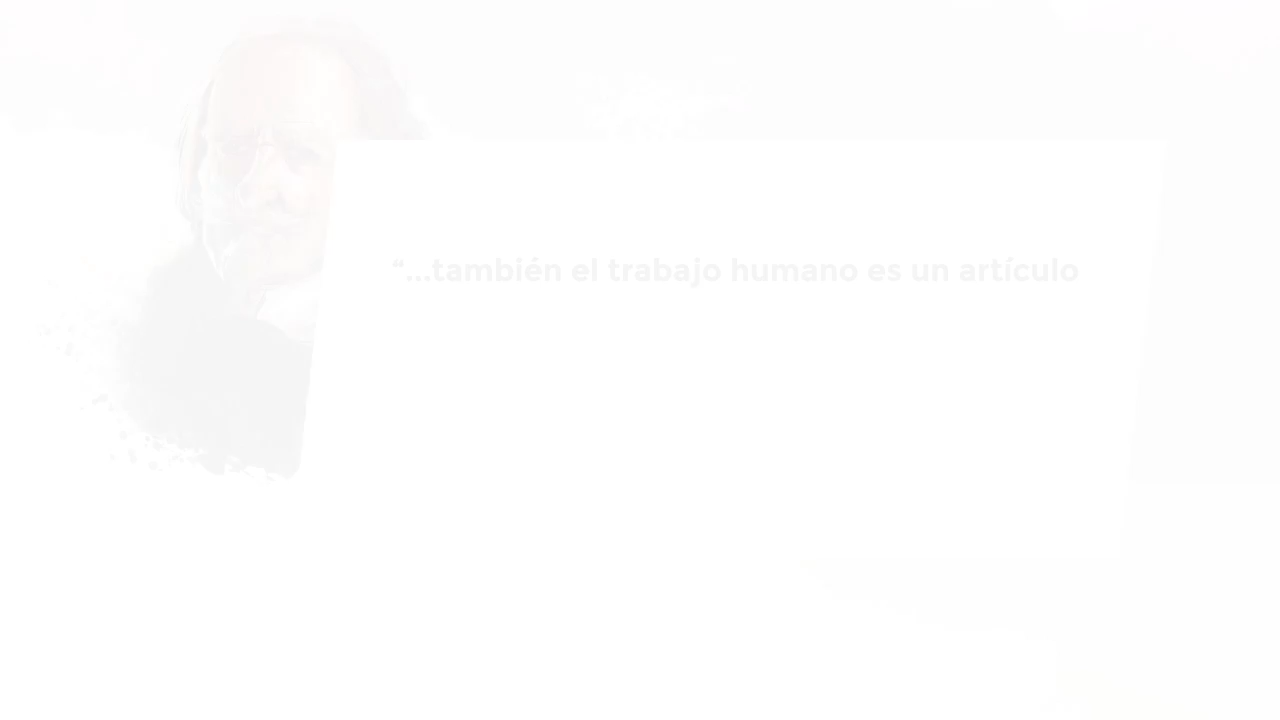 “...también el trabajo humano es un artículo